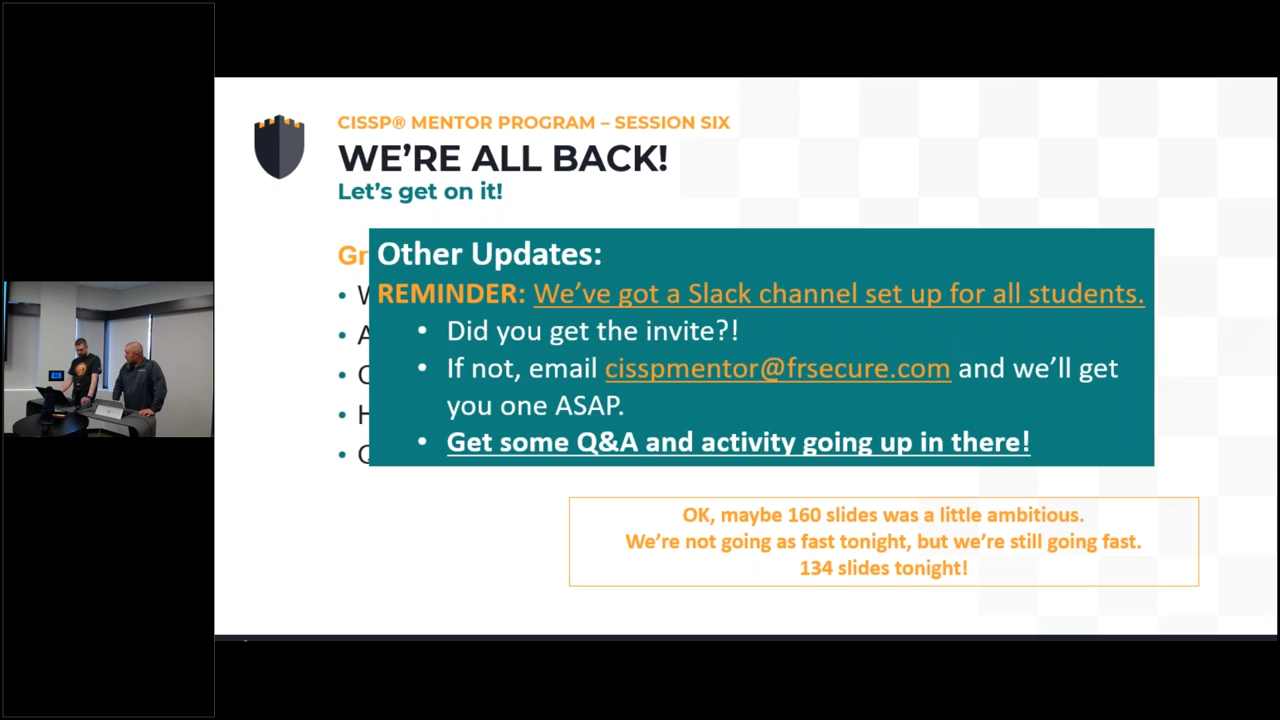 CISSP® MENTOR PROGRAM – SESSION SIX
WE'RE ALL BACK!
Let's get on it!
Other Updates:
REMINDER: We've got a Slack channel set up for all students.
• Did you get the invite?!
• If not, email cisspmentor@frsecure.com and we'll get
you one ASAP.
• Get some Q&A and activity going up in there!
OK, maybe 160 slides was a little ambitious.
We're not going as fast tonight, but we're still going fast.
134 slides tonight!